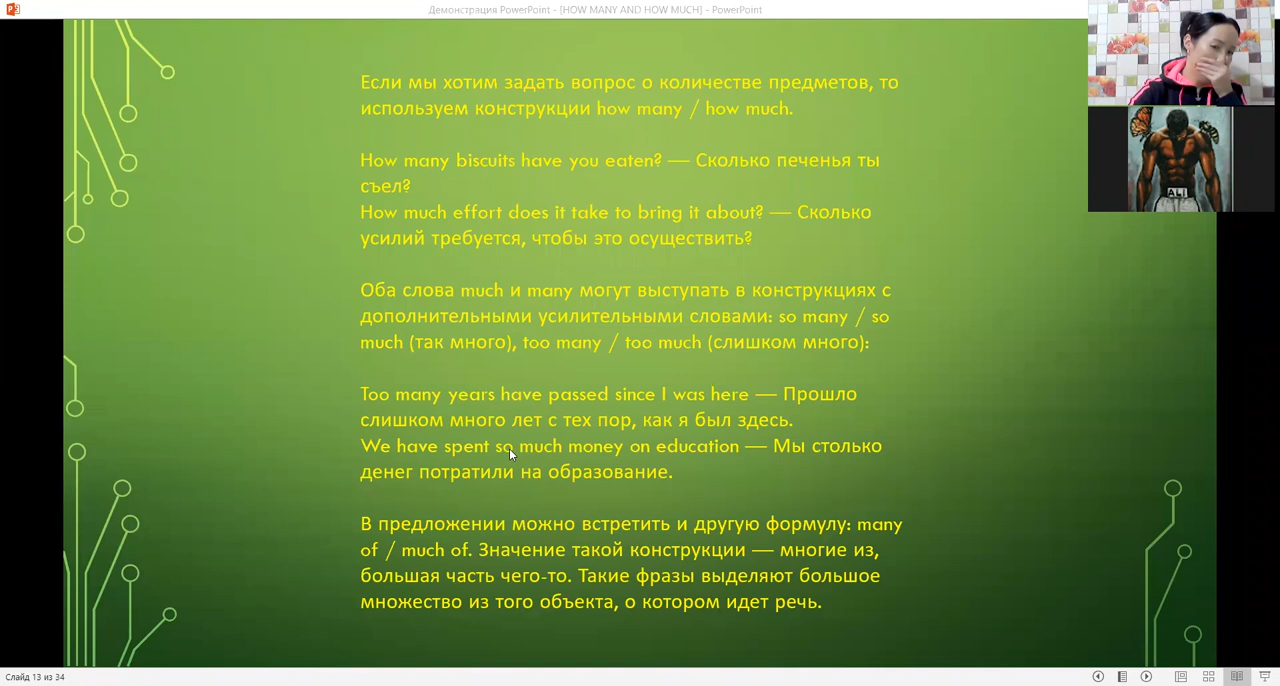 Демонстрация PowerPoint - [HOW MANY AND HOW MUCH] - PowerPoint
Если мы хотим задать вопрос о количестве предметов, то
используем конструкции how many / how much.
How many biscuits have you eaten? — Сколько печенья ты
съел?
How much effort does it take to bring it about? — Сколько
усилий требуется, чтобы это осуществить?
Оба слова much и many могут выступать в конструкциях с
дополнительными усилительными словами: so many / so
much (так много), too many / too much (слишком много):
Too many years have passed since I was here — Прошло
слишком много лет с тех пор, как я был здесь.
We have spent so much money on education — Мы столько
денег потратили на образование.
В предложении можно встретить и другую формулу: many
of / much of. Значение такой конструкции — многие из,
большая часть чего-то. Такие фразы выделяют большое
множество из того объекта, о котором идет речь.
ALI
Слайд 13 из 34